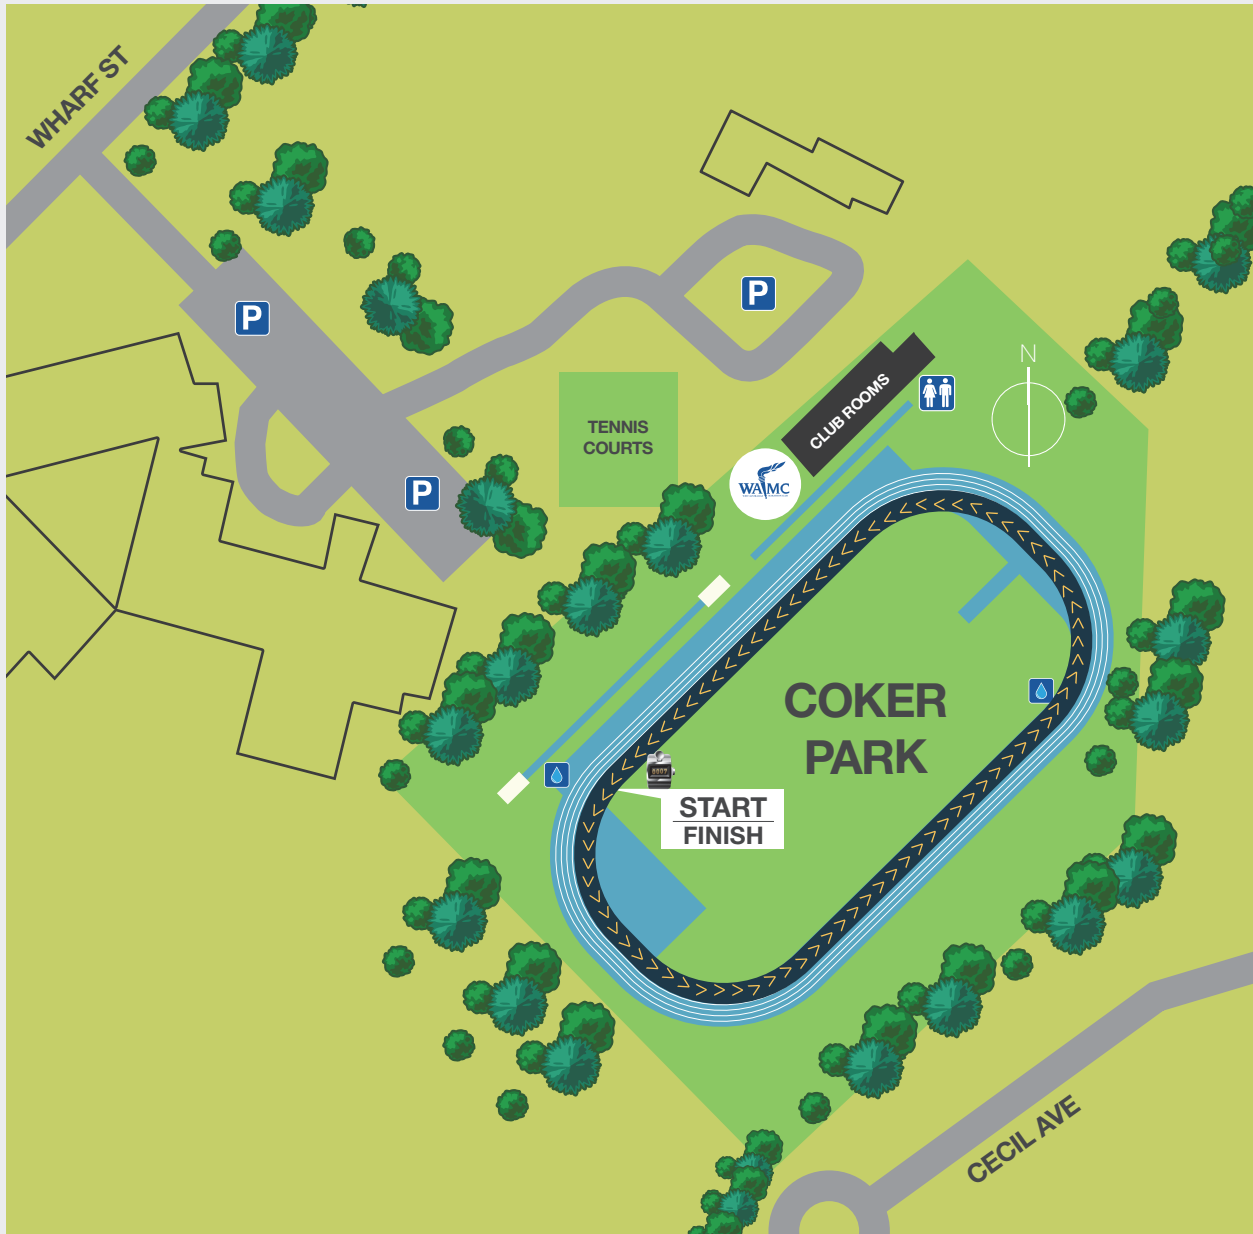 WHARF ST
P
P
N
CLUB ROOMS
TENNIS
COURTS
WAMC
P
COKER
PARK
START
FINISH
CECIL AVE